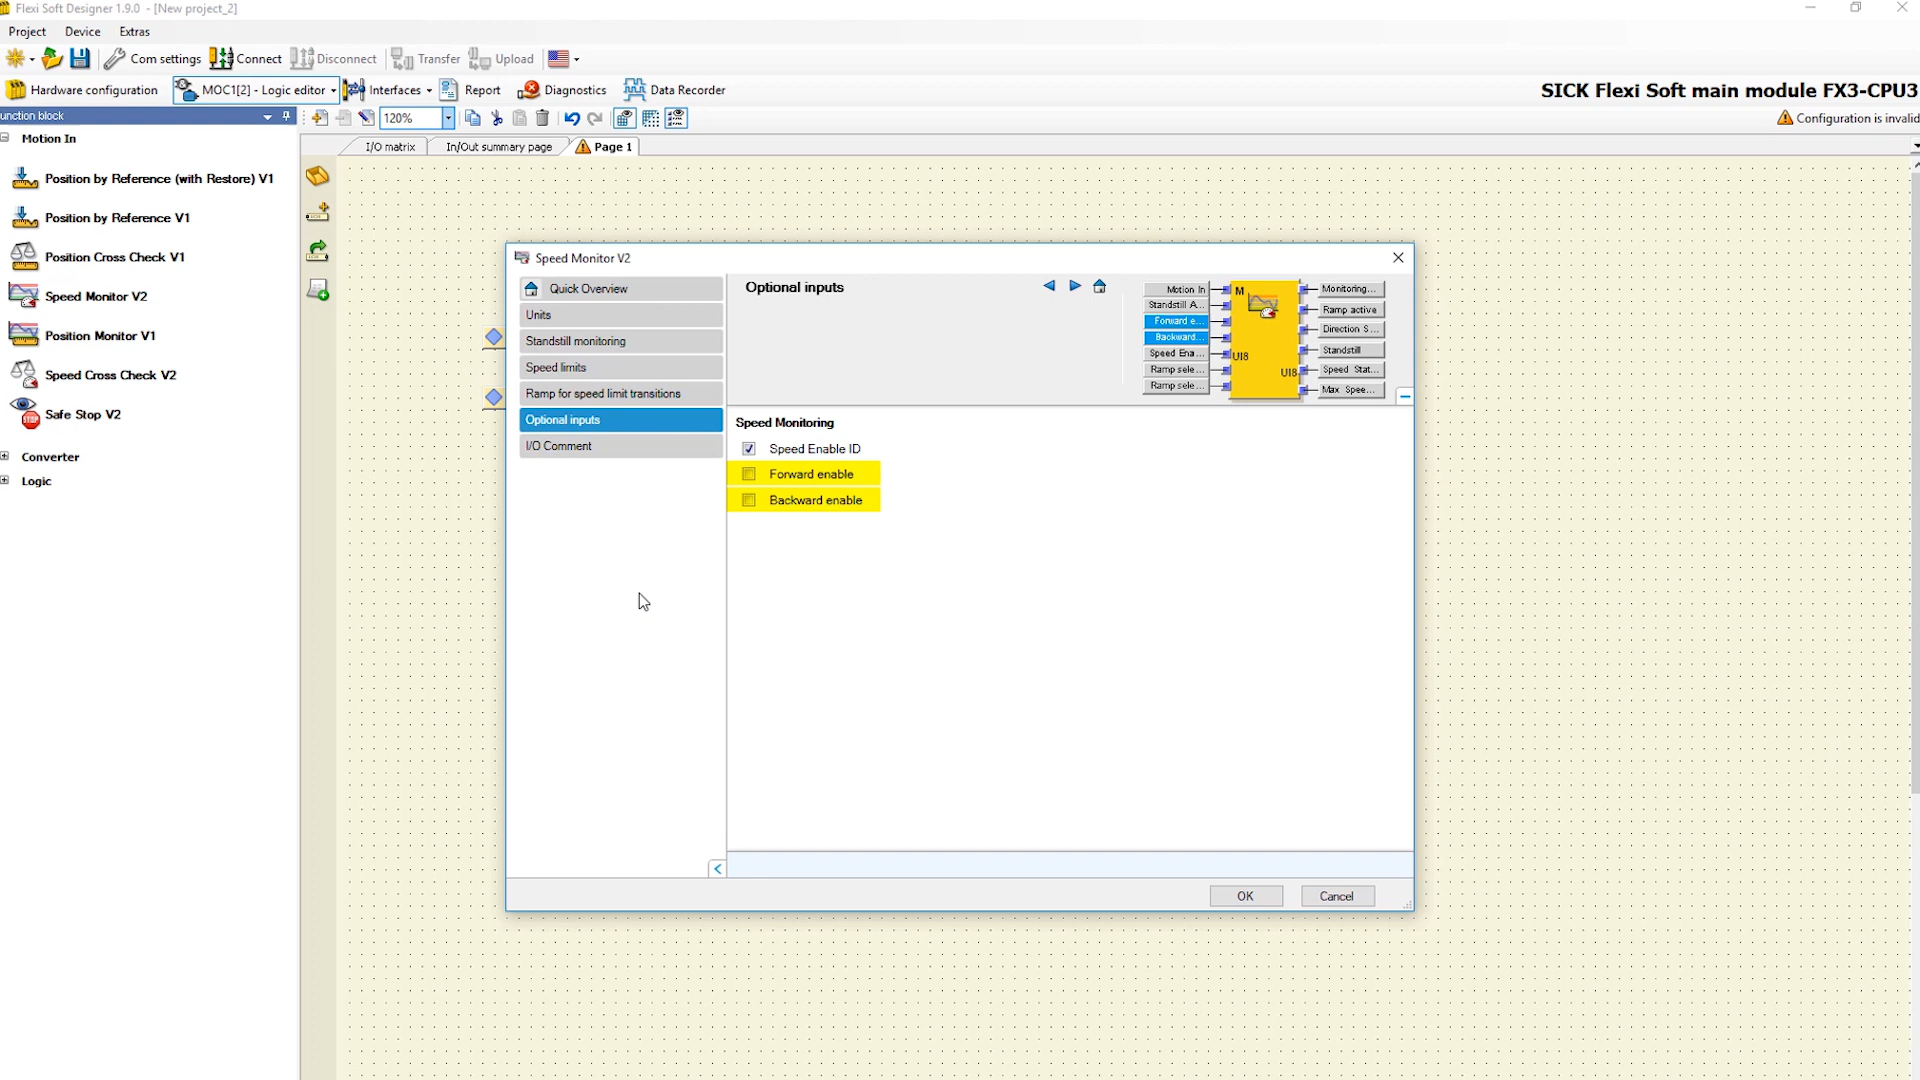 Flexi Soft Designer 1.9.0 - [New project_2]
Project Device Extras
Com settings Connect Disconnect Transfer Upload
Hardware configuration MOC1[2] - Logic editor Interfaces Report Diagnostics Data Recorder
SICK Flexi Soft main module FX3-CPU3
unction block
120%
Configuration is invalid
Motion In
I/O matrix In/Out summary page Page 1
Position by Reference (with Restore) V1
Position by Reference V1
Position Cross Check V1
Speed Monitor V2
Position Monitor V1
Speed Cross Check V2
STOP
Safe Stop V2
Converter
Logic
Speed Monitor V2
Quick Overview
Units
Standstill monitoring
Speed limits
Ramp for speed limit transitions
Optional inputs
I/O Comment
Optional inputs
Motion In
Standstill A...
Forward e...
Backward...
Speed Ena...
Ramp sele...
Ramp sele...
M
UI8
UI8
Monitoring...
Ramp active
Direction S...
Standstill
Speed Stat...
Max Spee...
Speed Monitoring
Speed Enable ID
Forward enable
Backward enable
OK Cancel